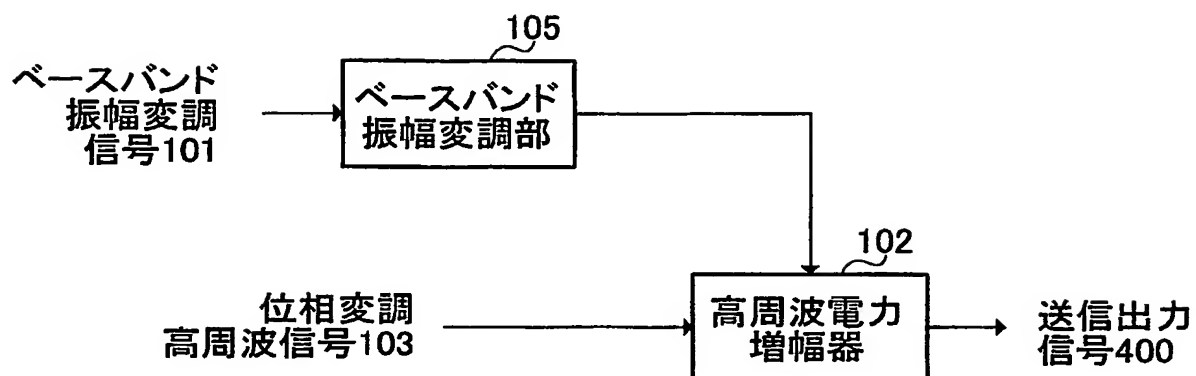 105
ベースバンド
振幅変調
信号101
ベースバンド
振幅変調部
102
位相変調
高周波信号103
高周波電力
増幅器
送信出力
信号400